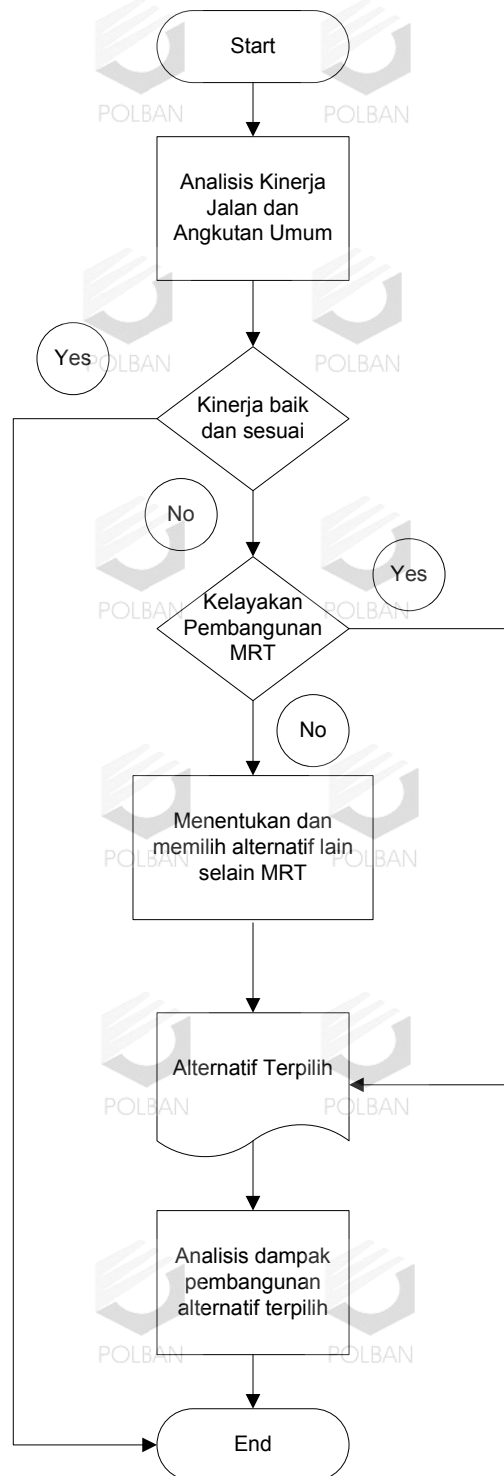 Start
POLBAN
POLBAN
Analisis Kinerja
Jalan dan
Angkutan Umum
Yes
POLBAN
POLBAN
Kinerja baik
dan sesuai
No
Yes
POLBAN
POLBAN
Kelayakan
Pembangunan
MRT
No
Menentukan dan
memilih alternatif lain
selain MRT
POLBAN
POLBAN
Alternatif Terpilih
POLBAN
POLBAN
Analisis dampak
pembangunan
alternatif terpilih
POLBAN
POLBAN
End